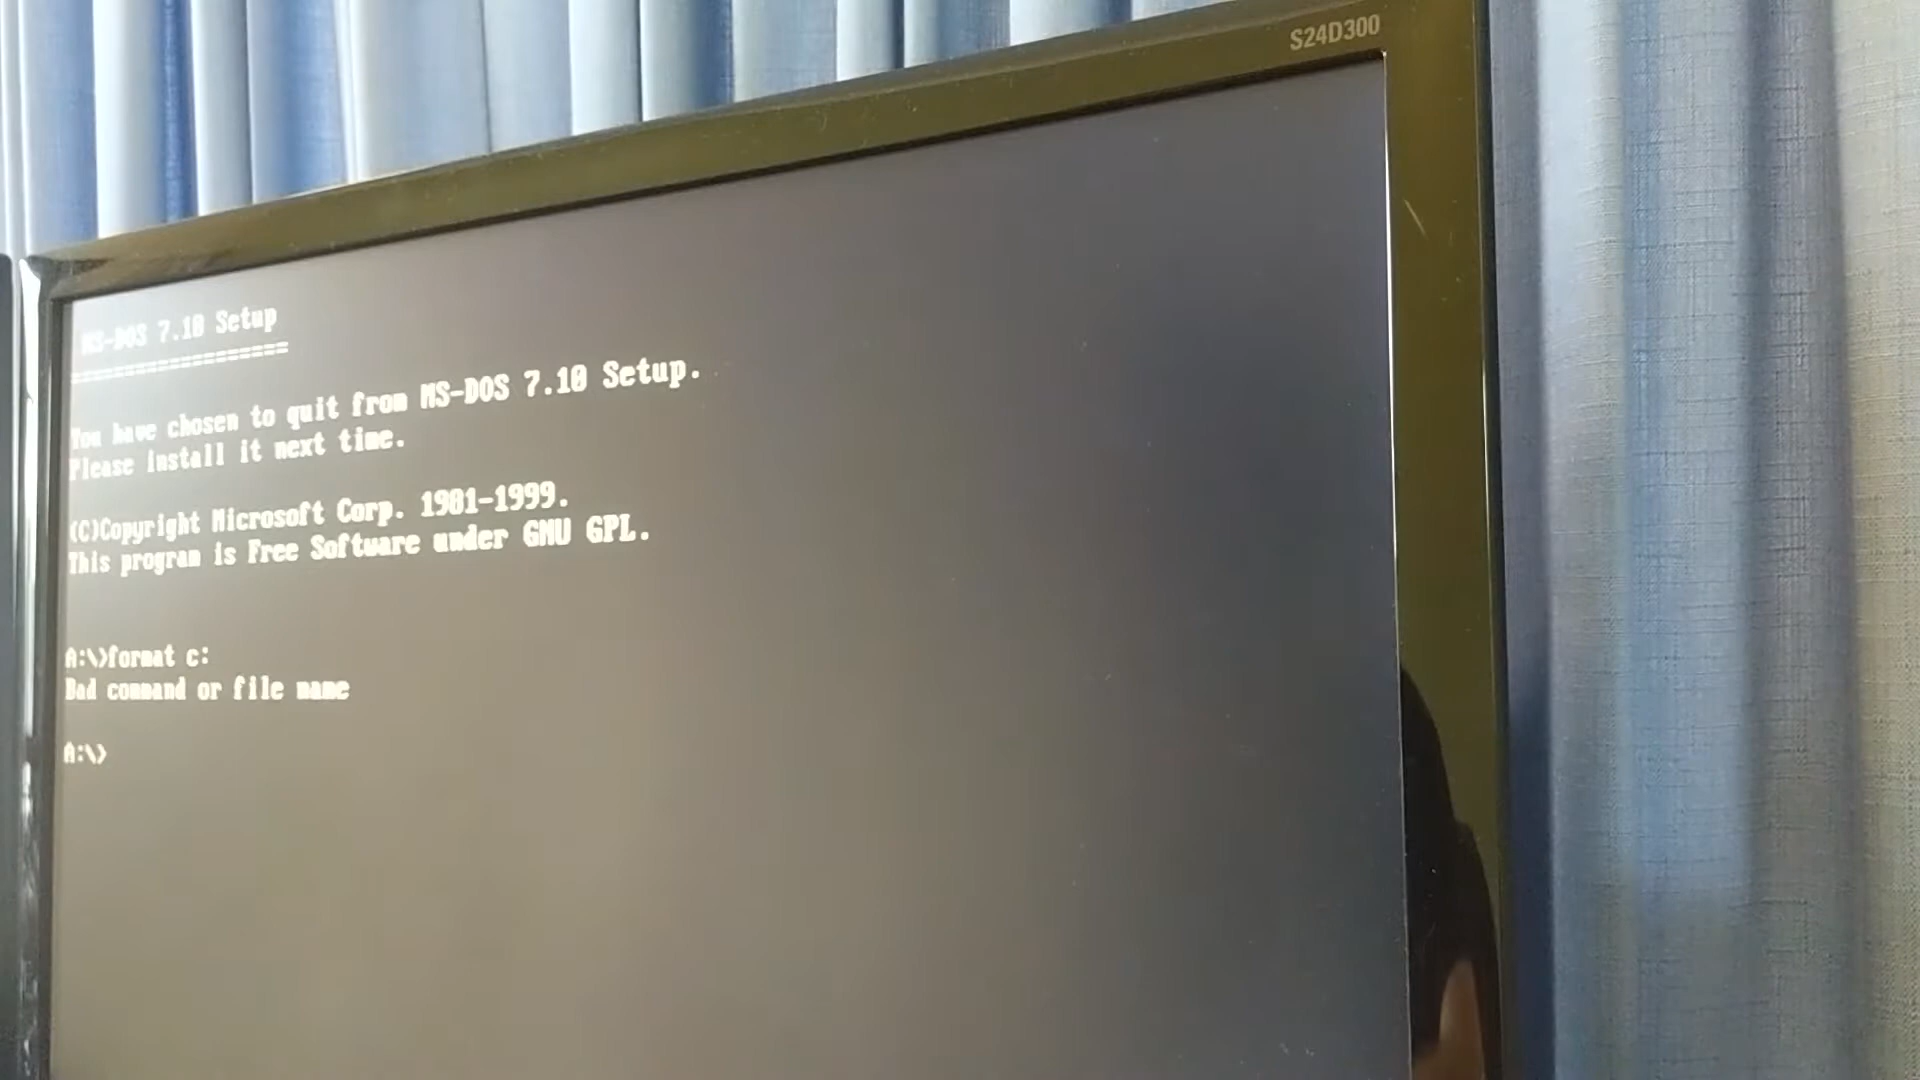 S24D300
MS-DOS 7.10 Setup
===================
You have chosen to quit from MS-DOS 7.10 Setup.
Please install it next time.
(C)Copyright Microsoft Corp. 1981-1999.
This program is Free Software under GNU GPL.
A:\>format c:
Bad command or file name
A:\>